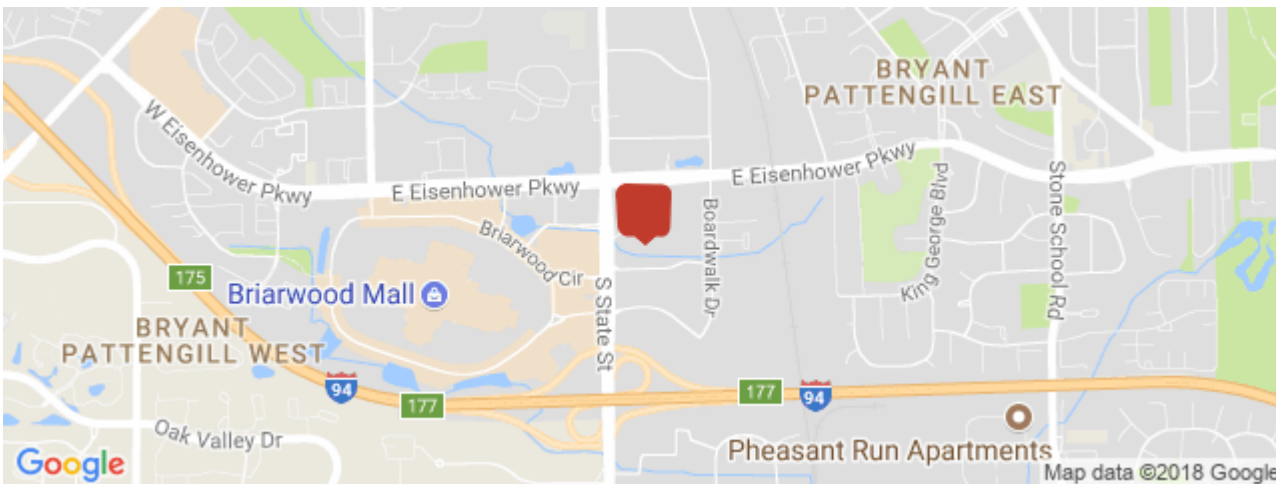 BRYANT
PATTENGILL EAST
W Eisenhower Pkwy
E Eisenhower Pkwy
E Eisenhower Pkwy
Boardwalk Dr
King George Blvd
Stone School Rd
Briarwood Cir
S State St
175
Briarwood Mall
BRYANT
PATTENGILL WEST
94
177
177
94
Oak Valley Dr
Pheasant Run Apartments
Google
Map data ©2018 Google